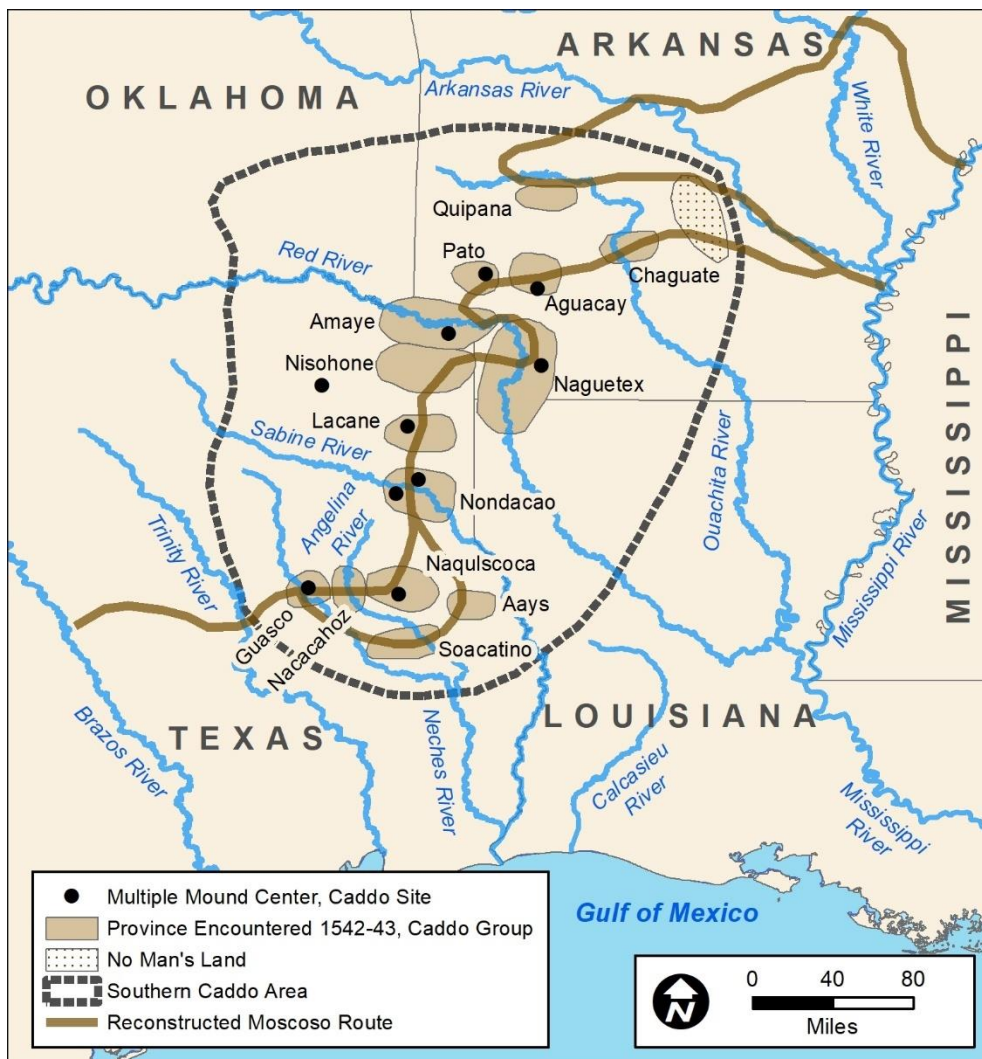 ARKANSAS
OKLAHOMA
Arkansas River
White River
Quipana
Pato
Red River
Chaguate
Aguacay
Amaye
Nisohone
Naguetex
Lacane
Sabine River
Nondacao
Angelina
River
Ouachita River
MISSISSIPPI
Trinity River
Naqulscoca
Mississippi River
Aays
Guasco
Nacacahoz
Soacatino
LOUISIANA
TEXAS
Brazos River
Neches River
Calcasieu
River
Mississippi
River
Gulf of Mexico
Multiple Mound Center, Caddo Site
Province Encountered 1542-43, Caddo Group
No Man's Land
Southern Caddo Area
Reconstructed Moscoso Route
N
0 40 80
Miles